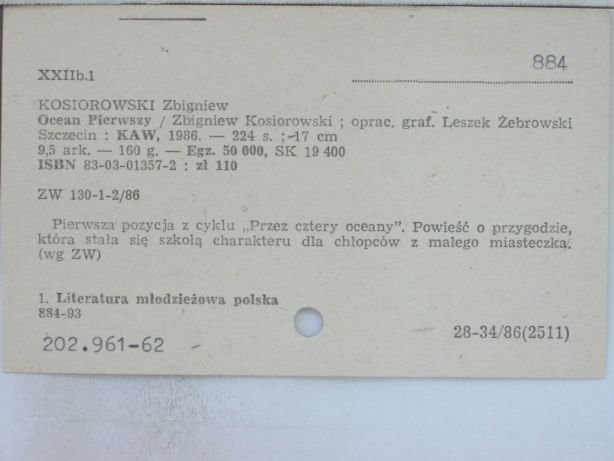 XXIIb.1
884
KOSIOROWSKI Zbigniew
Ocean Pierwszy / Zbigniew Kosiorowski ; oprac. graf. Leszek Żebrowski
Szczecin : KAW, 1986. — 224 s. ; 17 cm
9,5 ark. — 160 g. — Egz. 50 000, SK 19 400
ISBN 83-03-01357-2 : zł 110
ZW 130-1-2/86
Pierwsza pozycja z cyklu „Przez cztery oceany”. Powieść o przygodzie,
która stała się szkołą charakteru dla chłopców z małego miasteczka.
(wg ZW)
1. Literatura młodzieżowa polska
884-93
202.961-62
28-34/86(2511)